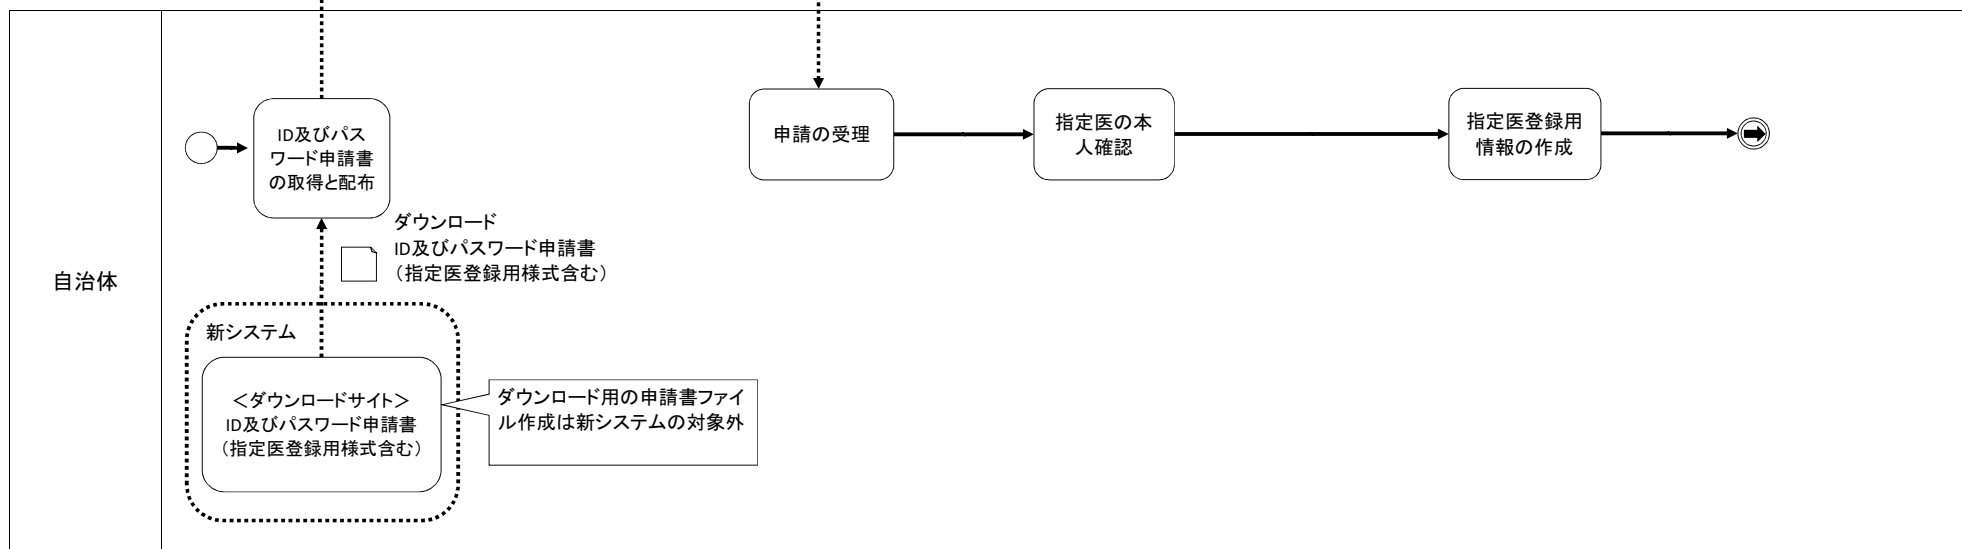 自治体
ID及びパス
ワード申請書
の取得と配布
申請の受理
指定医の本
人確認
指定医登録用
情報の作成
ダウンロード
ID及びパスワード申請書
（指定医登録用様式含む）
新システム
＜ダウンロードサイト＞
ID及びパスワード申請書
（指定医登録用様式含む）
ダウンロード用の申請書ファイ
ル作成は新システムの対象外